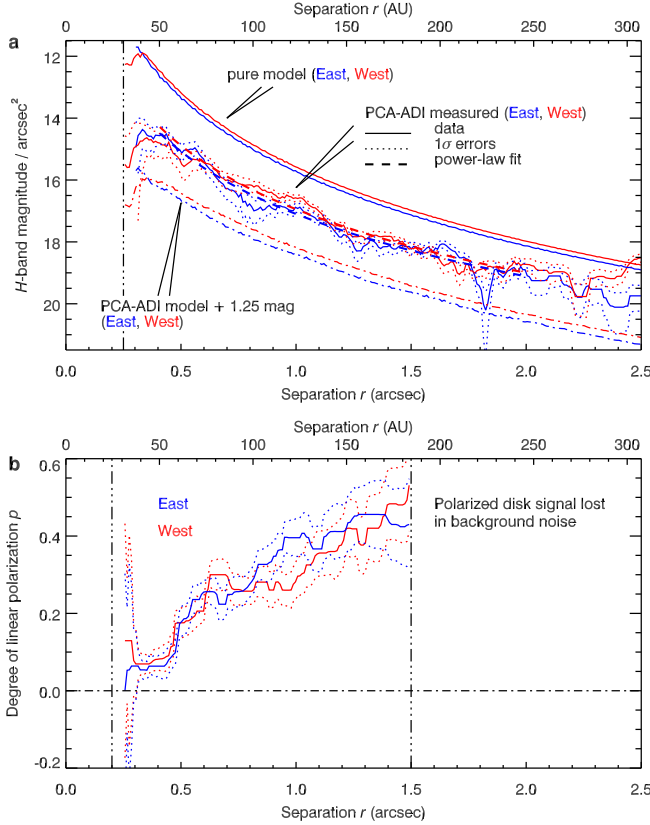 Separation r (AU)
0 50 100 150 200 250 300
a
12
14
16
18
20
H-band magnitude / arcsec²
pure model (East, West)
PCA-ADI measured (East, West)
data
1σ errors
power-law fit
PCA-ADI model + 1.25 mag
(East, West)
0.0 0.5 1.0 1.5 2.0 2.5
Separation r (arcsec)
Separation r (AU)
0 50 100 150 200 250 300
b
0.6
0.4
0.2
0.0
-0.2
Degree of linear polarization p
East
West
Polarized disk signal lost
in background noise
0.0 0.5 1.0 1.5 2.0 2.5
Separation r (arcsec)